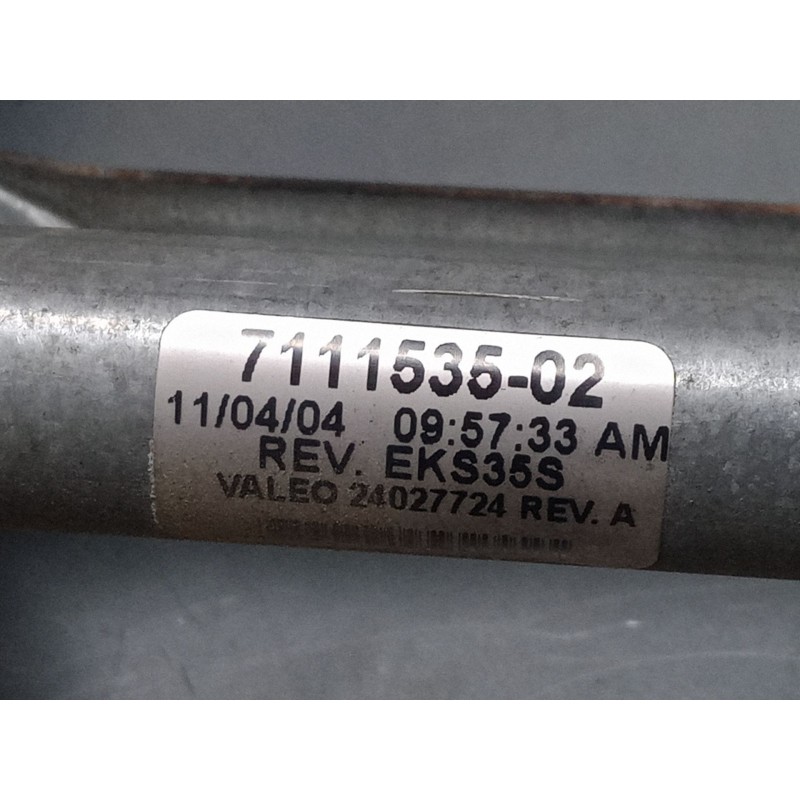 7111535-02
11/04/04 09:57:33 AM
REV. EKS35S
VALEO 24027724 REV. A